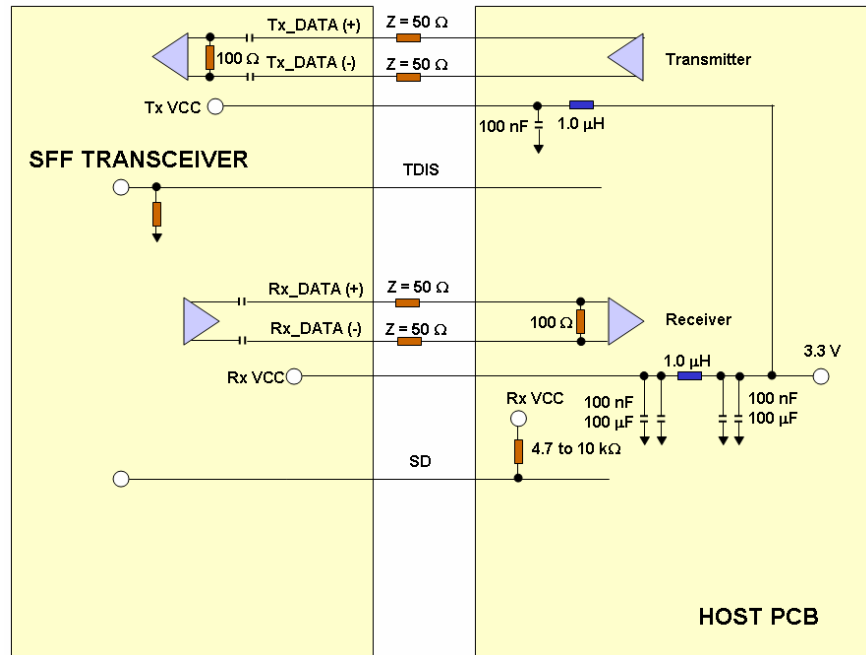 Tx_DATA (+)
Z = 50 Ω
100 Ω
Tx_DATA (-)
Z = 50 Ω
Transmitter
Tx VCC
100 nF
1.0 μH
SFF TRANSCEIVER
TDIS
Rx_DATA (+)
Z = 50 Ω
Rx_DATA (-)
Z = 50 Ω
100 Ω
Receiver
Rx VCC
1.0 μH
3.3 V
Rx VCC
100 nF
100 μF
100 nF
100 μF
4.7 to 10 kΩ
SD
HOST PCB